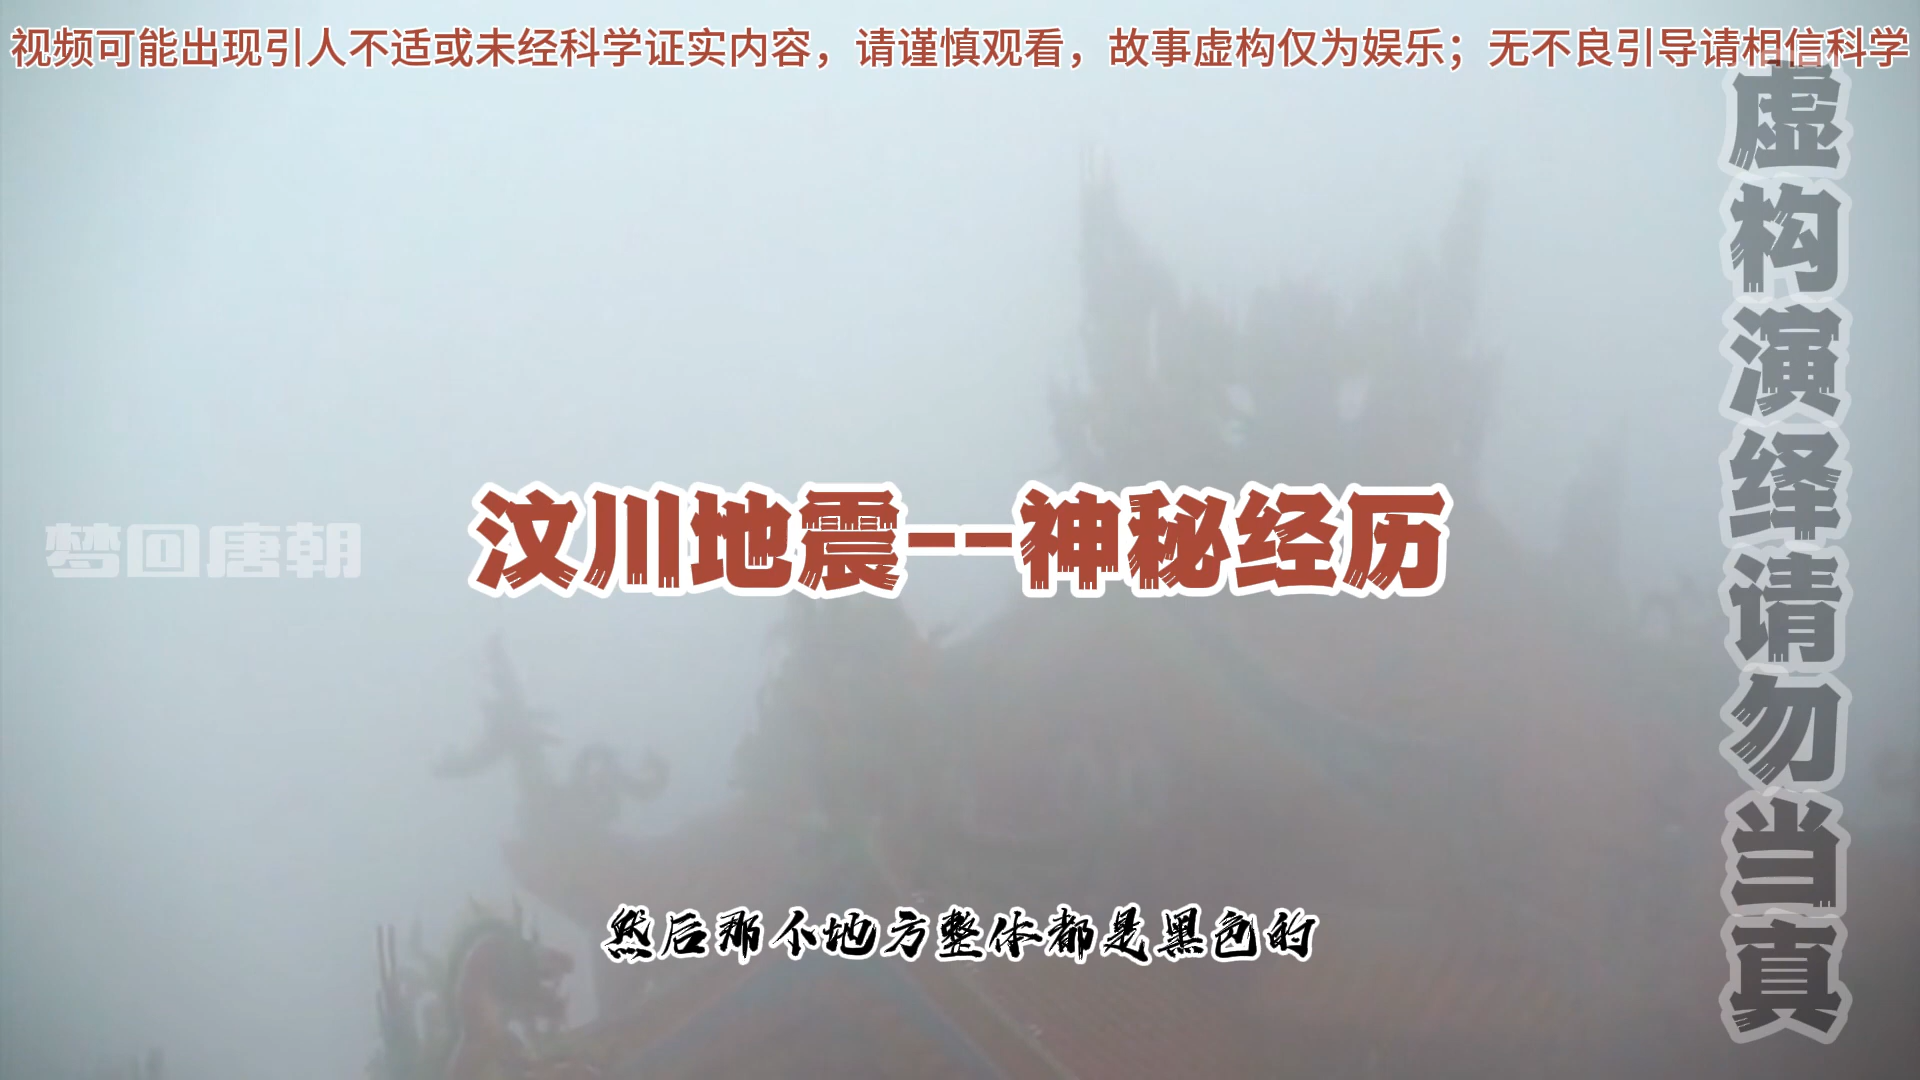 视频可能出现引人不适或未经科学证实内容，请谨慎观看，故事虚构仅为娱乐；无不良引导请相信科学
虚构演绎请勿当真
梦回唐朝
汶川地震--神秘经历
然后那个地方整体都是黑色的